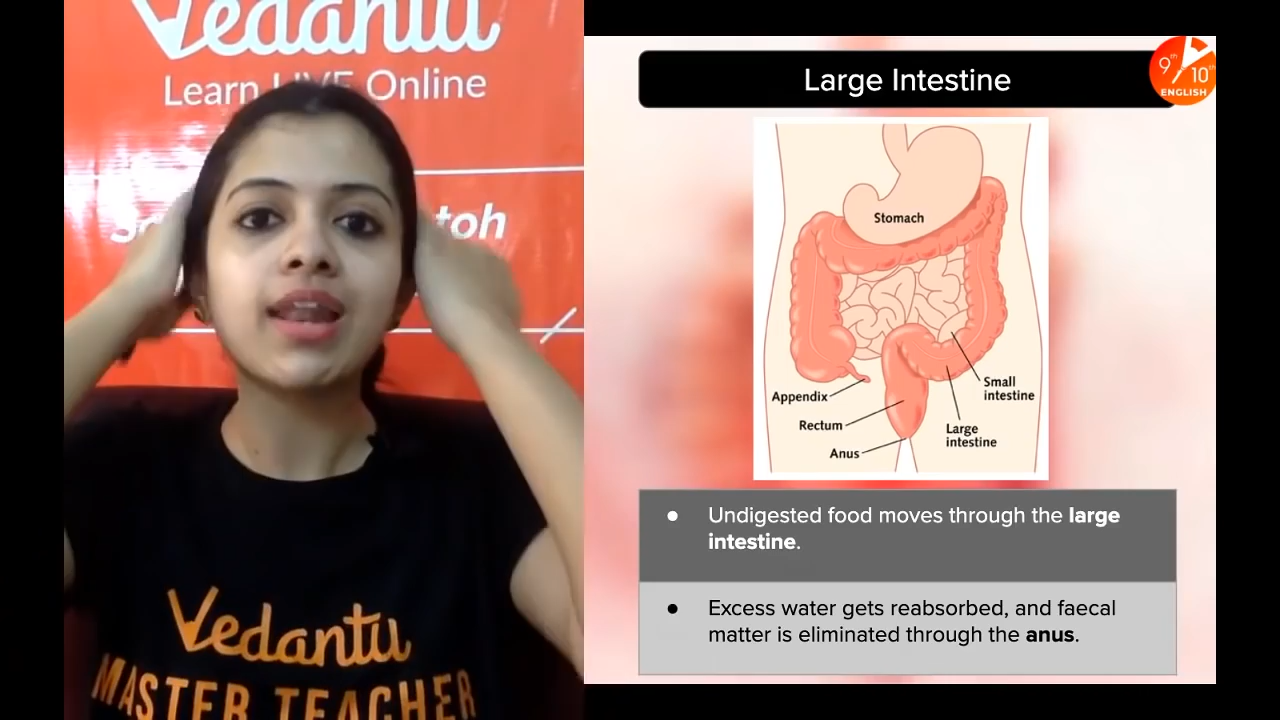 Vedantu
Learn LIVE Online
toh
Vedantu
MASTER TEACHER
Large Intestine
9th 10th
ENGLISH
Stomach
Appendix
Rectum
Anus
Small
intestine
Large
intestine
● Undigested food moves through the large
intestine.
● Excess water gets reabsorbed, and faecal
matter is eliminated through the anus.